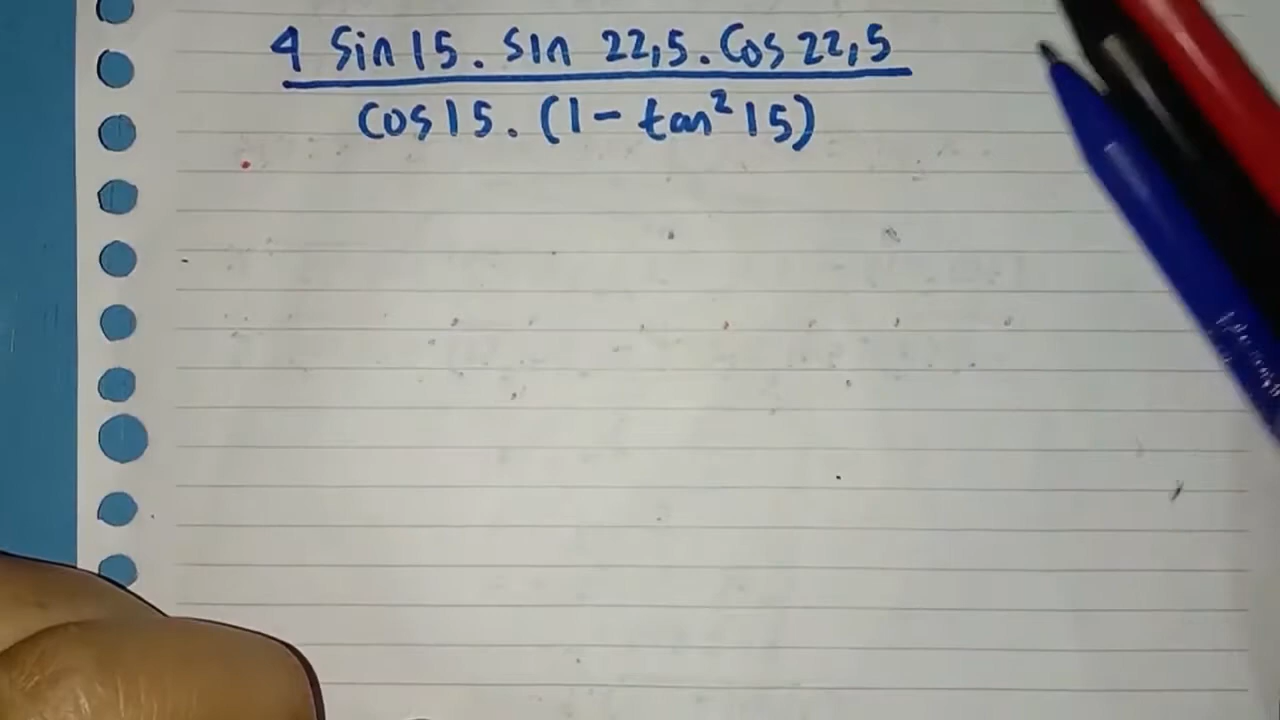 4 Sin 15 . sin 22,5 . Cos 22,5
Cos 15 . (1 - tan² 15)